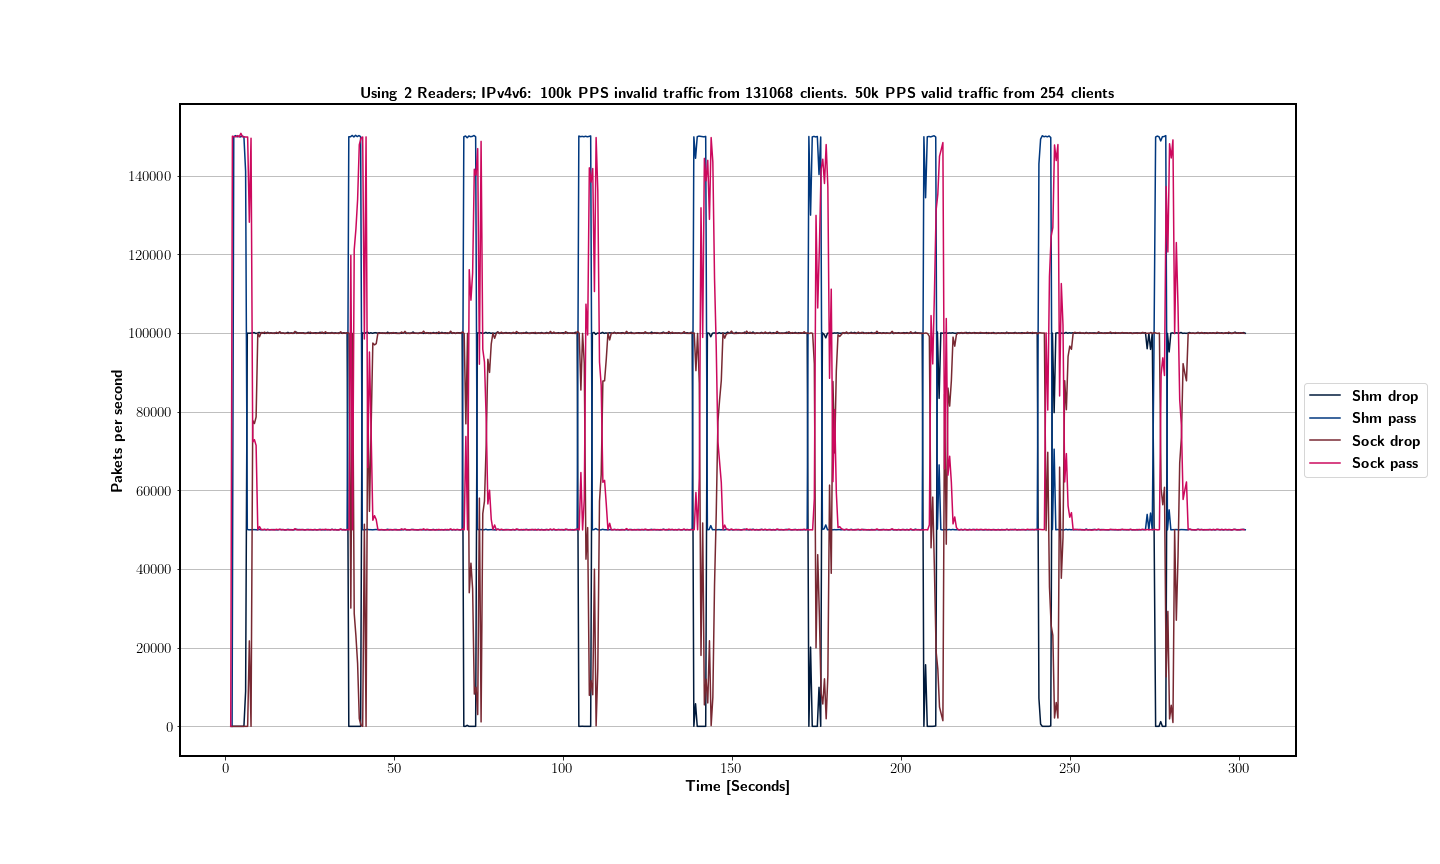 Using 2 Readers; IPv4v6: 100k PPS invalid traffic from 131068 clients. 50k PPS valid traffic from 254 clients
140000
120000
100000
80000
60000
40000
20000
0
Pakets per second
0 50 100 150 200 250 300
Time [Seconds]
Shm drop
Shm pass
Sock drop
Sock pass